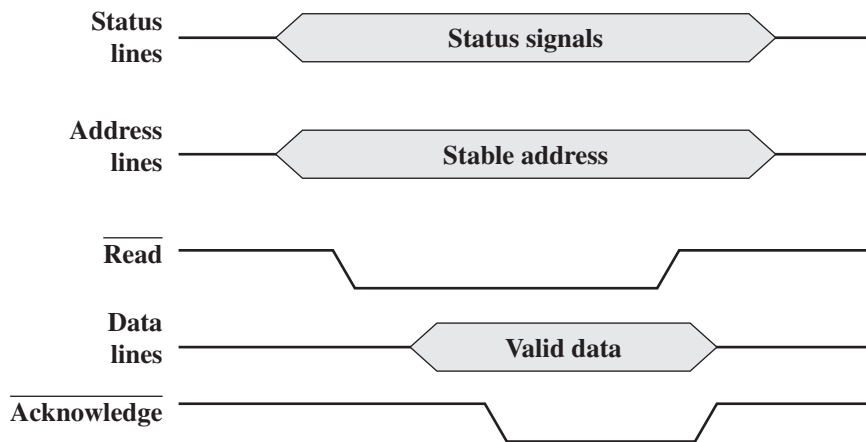 Status
lines
Status signals
Address
lines
Stable address
Read
Data
lines
Valid data
Acknowledge